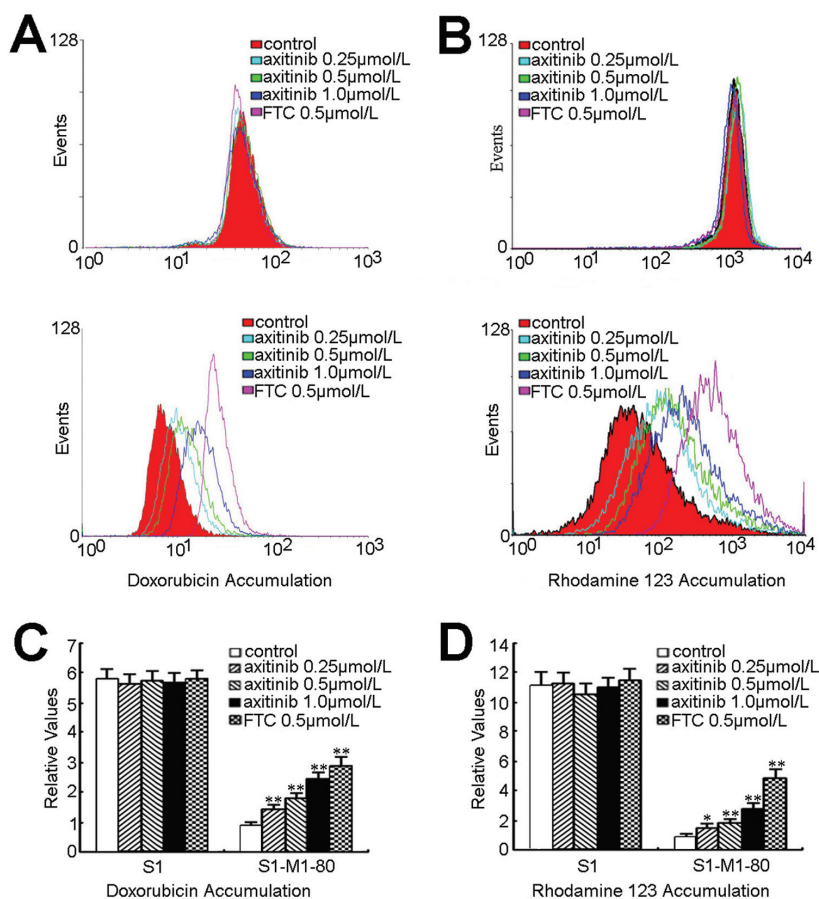 A
128
Events
0
control
axitinib 0.25µmol/L
axitinib 0.5µmol/L
axitinib 1.0µmol/L
FTC 0.5µmol/L
10⁰ 10¹ 10² 10³
B
128
Events
0
control
axitinib 0.25µmol/L
axitinib 0.5µmol/L
axitinib 1.0µmol/L
FTC 0.5µmol/L
10⁰ 10¹ 10² 10³ 10⁴
128
Events
0
control
axitinib 0.25µmol/L
axitinib 0.5µmol/L
axitinib 1.0µmol/L
FTC 0.5µmol/L
10⁰ 10¹ 10² 10³
Doxorubicin Accumulation
128
Events
0
control
axitinib 0.25µmol/L
axitinib 0.5µmol/L
axitinib 1.0µmol/L
FTC 0.5µmol/L
10⁰ 10¹ 10² 10³ 10⁴
Rhodamine 123 Accumulation
C
Relative Values
7
6
5
4
3
2
1
0
control
axitinib 0.25µmol/L
axitinib 0.5µmol/L
axitinib 1.0µmol/L
FTC 0.5µmol/L
** ** ** **
S1 S1-M1-80
Doxorubicin Accumulation
D
Relative Values
14
12
10
8
6
4
2
0
control
axitinib 0.25µmol/L
axitinib 0.5µmol/L
axitinib 1.0µmol/L
FTC 0.5µmol/L
* ** ** **
S1 S1-M1-80
Rhodamine 123 Accumulation